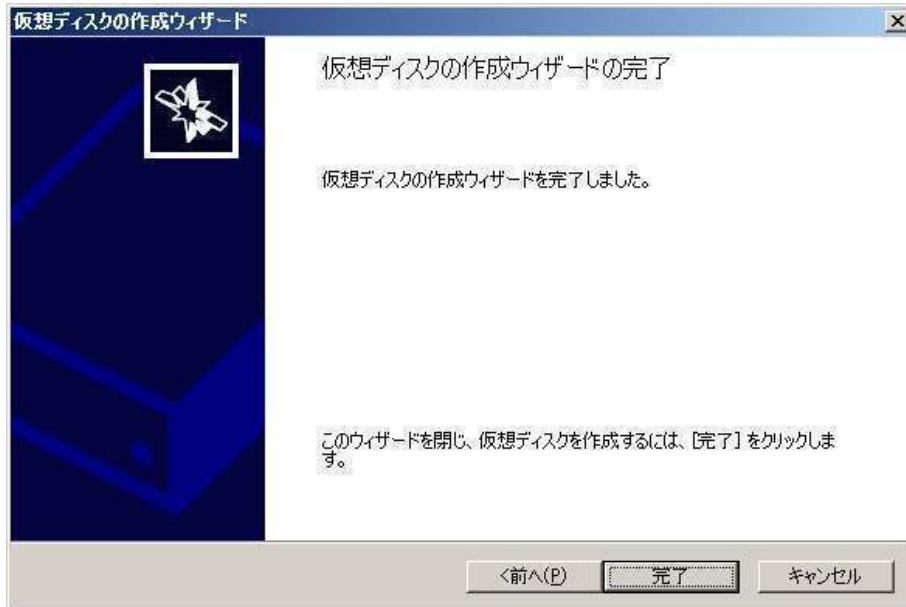 仮想ディスクの作成ウィザード
仮想ディスクの作成ウィザードの完了
仮想ディスクの作成ウィザードを完了しました。
このウィザードを閉じ、仮想ディスクを作成するには、[完了] をクリックしま
す。
<前へ(P)
完了
キャンセル